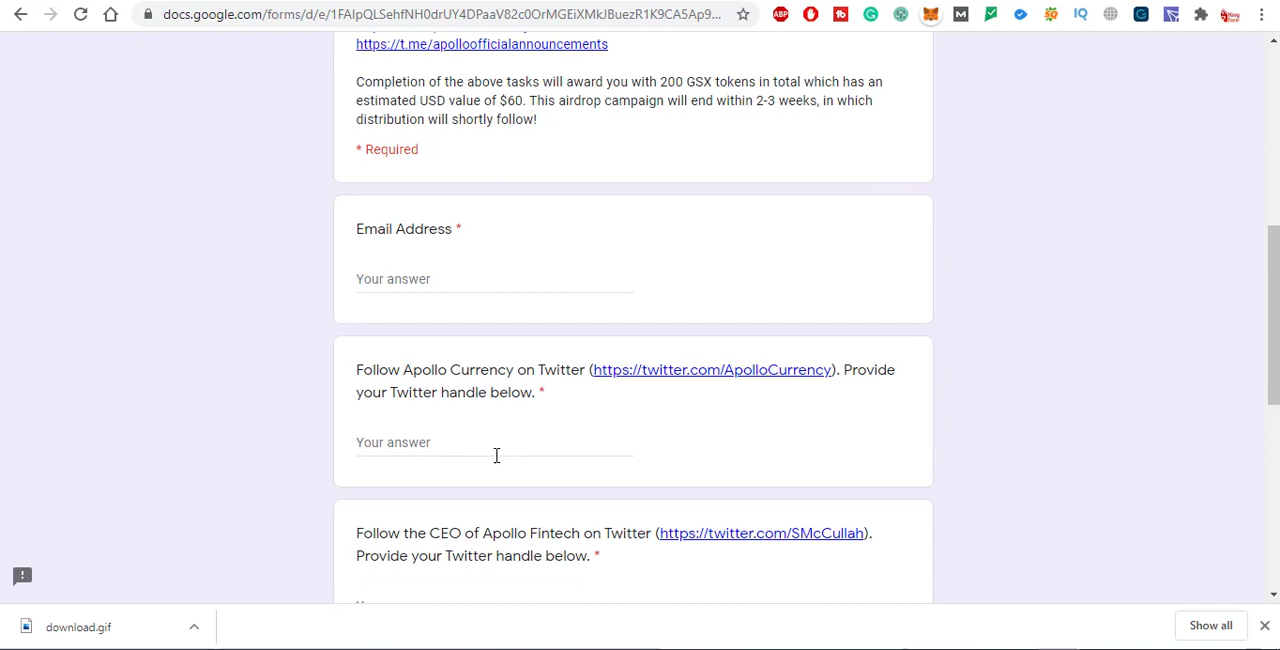 docs.google.com/forms/d/e/1FAIpQLSehfhH0drUY4DPaaV82c0OrMGEiXMkJBuezR1K9CA5Ap9...
https://t.me/apolloofficialannouncements
Completion of the above tasks will award you with 200 GSX tokens in total which has an
estimated USD value of $60. This airdrop campaign will end within 2-3 weeks, in which
distribution will shortly follow!
* Required
Email Address *
Your answer
Follow Apollo Currency on Twitter (https://twitter.com/ApolloCurrency). Provide
your Twitter handle below. *
Your answer
Follow the CEO of Apollo Fintech on Twitter (https://twitter.com/SMcCullah).
Provide your Twitter handle below. *
download.gif
Show all